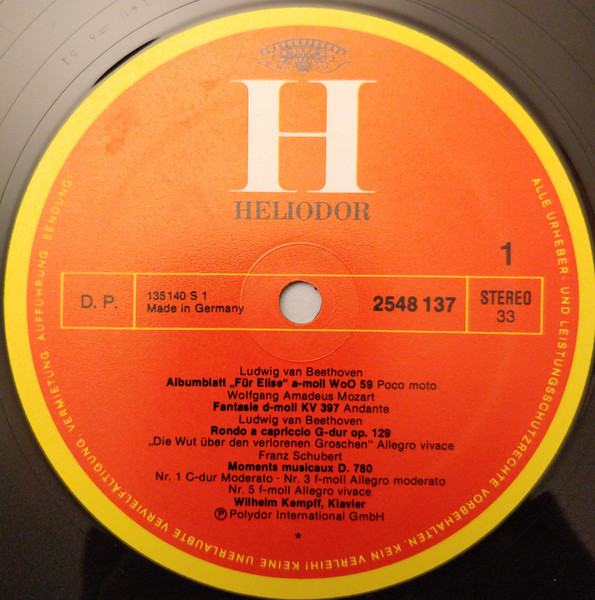 H
HELIODOR
1
D. P.
135 140 S 1
Made in Germany
2548 137
STEREO
33
Ludwig van Beethoven
Albumblatt „Für Elise“ a-moll WoO 59 Poco moto
Wolfgang Amadeus Mozart
Fantasie d-moll KV 397 Andante
Ludwig van Beethoven
Rondo a capriccio G-dur op. 129
„Die Wut über den verlorenen Groschen“ Allegro vivace
Franz Schubert
Moments musicaux D. 780
Nr. 1 C-dur Moderato · Nr. 3 f-moll Allegro moderato
Nr. 5 f-moll Allegro vivace
Wilhelm Kempff, Klavier
Ⓟ Polydor International GmbH
*
ALLE URHEBER- UND LEISTUNGSSCHUTZRECHTE VORBEHALTEN. KEIN VERLEIH! KEINE UNERLAUBTE VERVIELFÄLTIGUNG, VERMIETUNG, AUFFÜHRUNG, SENDUNG!